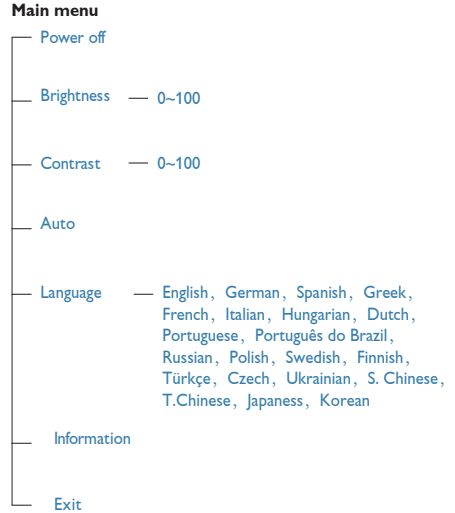 Main menu
Power off
Brightness — 0~100
Contrast — 0~100
Auto
Language — English, German, Spanish, Greek,
French, Italian, Hungarian, Dutch,
Portuguese, Português do Brazil,
Russian, Polish, Swedish, Finnish,
Türkçe, Czech, Ukrainian, S. Chinese,
T.Chinese, Japaness, Korean
Information
Exit